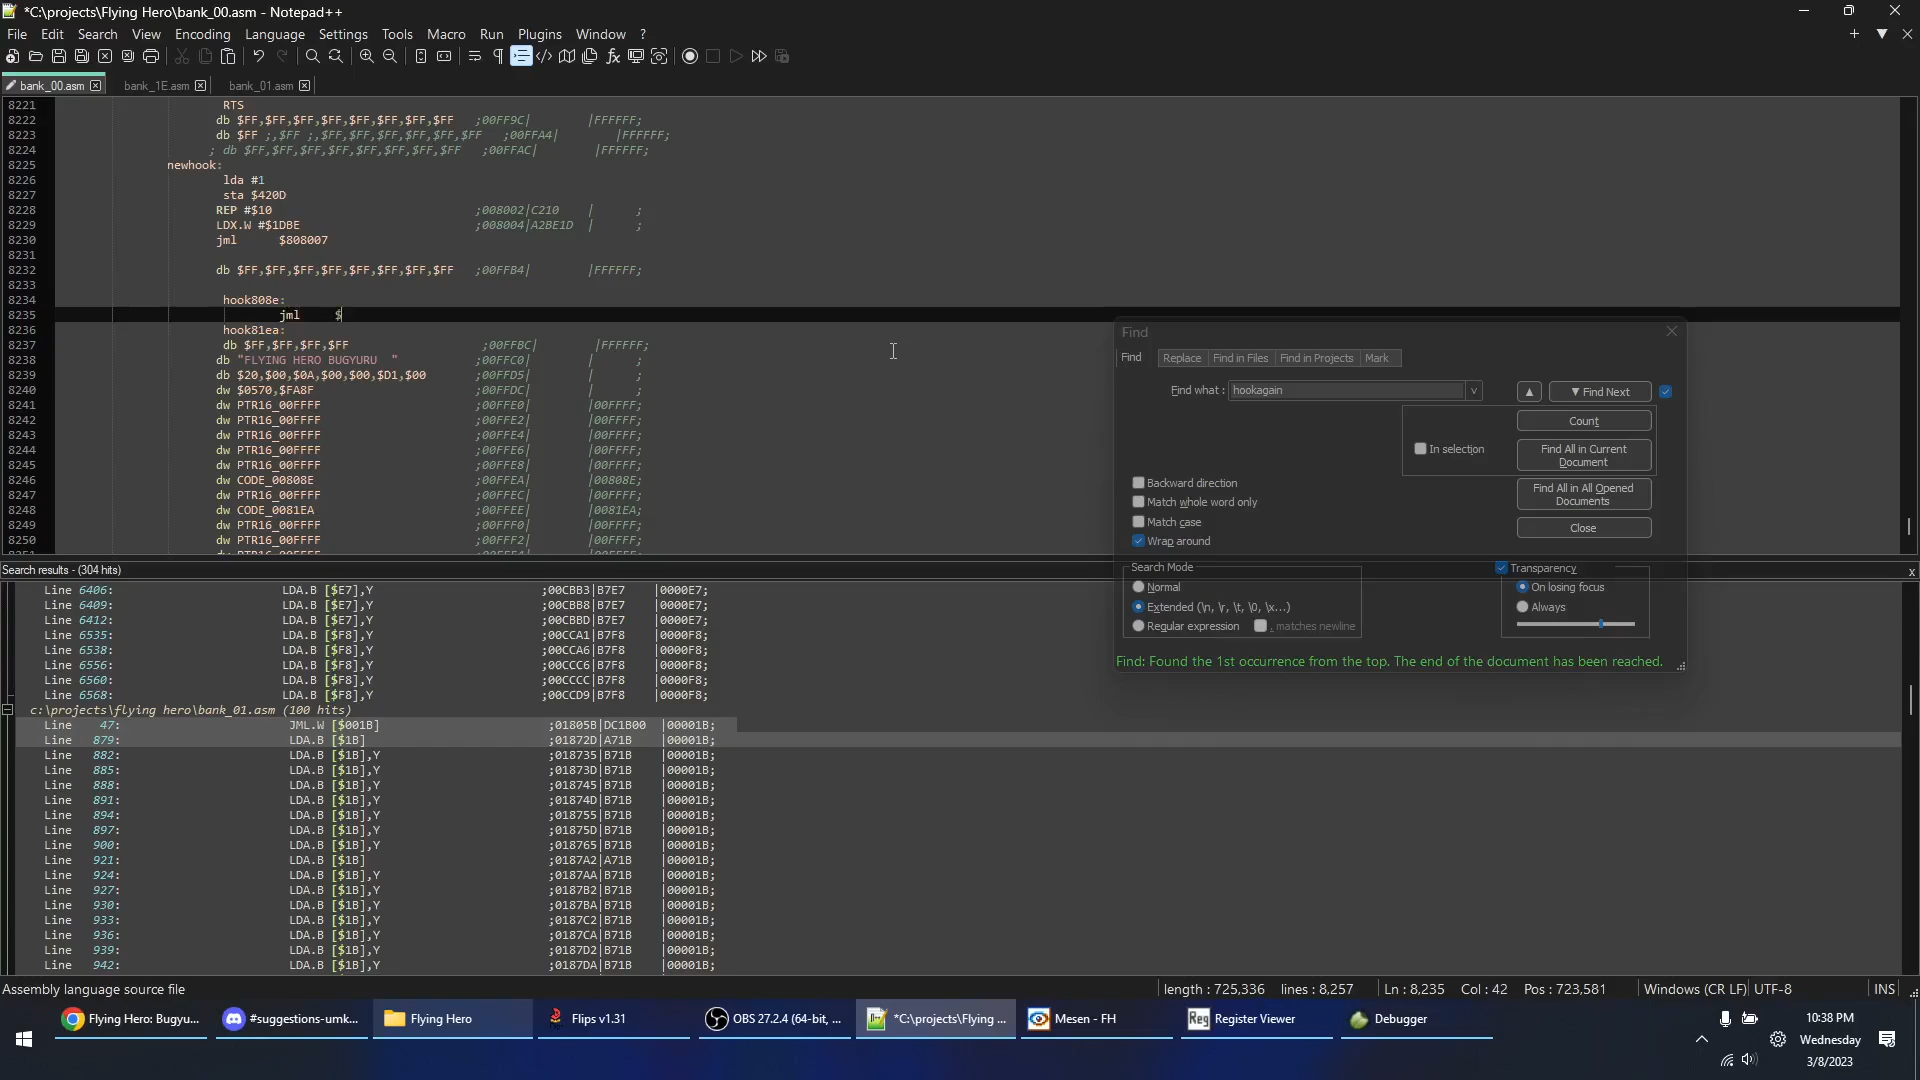 *C:\projects\Flying Hero\bank_00.asm - Notepad++
File Edit Search View Encoding Language Settings Tools Macro Run Plugins Window ?
bank_00.asm bank_1E.asm bank_01.asm
8221 RTS
8222 db $FF,$FF,$FF,$FF,$FF,$FF,$FF,$FF ;00FF9C| |FFFFFF;
8223 db $FF ;,$FF ;,$FF,$FF,$FF,$FF,$FF,$FF ;00FFA4| |FFFFFF;
8224 ; db $FF,$FF,$FF,$FF,$FF,$FF,$FF,$FF ;00FFAC| |FFFFFF;
8225 newhook:
8226 lda #1
8227 sta $420D
8228 REP #$10 ;008002|C210 | ;
8229 LDX.W #$1DBE ;008004|A2BE1D | ;
8230 jml $808007
8231
8232 db $FF,$FF,$FF,$FF,$FF,$FF,$FF,$FF ;00FFB4| |FFFFFF;
8233
8234 hook808e:
8235 jml $
8236 hook81ea:
8237 db $FF,$FF,$FF,$FF ;00FFBC| |FFFFFF;
8238 db "FLYING HERO BUGYURU  " ;00FFC0| | ;
8239 db $20,$00,$0A,$00,$00,$D1,$00 ;00FFD5| | ;
8240 dw $0570,$FA8F ;00FFDC| | ;
8241 dw PTR16_00FFFF ;00FFE0| |00FFFF;
8242 dw PTR16_00FFFF ;00FFE2| |00FFFF;
8243 dw PTR16_00FFFF ;00FFE4| |00FFFF;
8244 dw PTR16_00FFFF ;00FFE6| |00FFFF;
8245 dw PTR16_00FFFF ;00FFE8| |00FFFF;
8246 dw CODE_00808E ;00FFEA| |00808E;
8247 dw PTR16_00FFFF ;00FFEC| |00FFFF;
8248 dw CODE_0081EA ;00FFEE| |0081EA;
8249 dw PTR16_00FFFF ;00FFF0| |00FFFF;
8250 dw PTR16_00FFFF ;00FFF2| |00FFFF;
Find
Find Replace Find in Files Find in Projects Mark
Find what : hookagain
▲ ▼ Find Next
Count
In selection
Find All in Current Document
Backward direction
Match whole word only
Match case
Wrap around
Find All in All Opened Documents
Close
Search Mode
Normal
Extended (\n, \r, \t, \0, \x...)
Regular expression . matches newline
Transparency
On losing focus
Always
Find: Found the 1st occurrence from the top. The end of the document has been reached.
Search results - (304 hits)
Line 6406: LDA.B [$E7],Y ;00CBB3|B7E7 |0000E7;
Line 6409: LDA.B [$E7],Y ;00CBB8|B7E7 |0000E7;
Line 6412: LDA.B [$E7],Y ;00CBBD|B7E7 |0000E7;
Line 6535: LDA.B [$F8],Y ;00CCA1|B7F8 |0000F8;
Line 6538: LDA.B [$F8],Y ;00CCA6|B7F8 |0000F8;
Line 6556: LDA.B [$F8],Y ;00CCC6|B7F8 |0000F8;
Line 6560: LDA.B [$F8],Y ;00CCCC|B7F8 |0000F8;
Line 6568: LDA.B [$F8],Y ;00CCD9|B7F8 |0000F8;
c:\projects\flying hero\bank_01.asm (100 hits)
Line 47: JML.W [$001B] ;01805B|DC1B00 |00001B;
Line 879: LDA.B [$1B] ;01872D|A71B |00001B;
Line 882: LDA.B [$1B],Y ;018735|B71B |00001B;
Line 885: LDA.B [$1B],Y ;01873D|B71B |00001B;
Line 888: LDA.B [$1B],Y ;018745|B71B |00001B;
Line 891: LDA.B [$1B],Y ;01874D|B71B |00001B;
Line 894: LDA.B [$1B],Y ;018755|B71B |00001B;
Line 897: LDA.B [$1B],Y ;01875D|B71B |00001B;
Line 900: LDA.B [$1B],Y ;018765|B71B |00001B;
Line 921: LDA.B [$1B] ;0187A2|A71B |00001B;
Line 924: LDA.B [$1B],Y ;0187AA|B71B |00001B;
Line 927: LDA.B [$1B],Y ;0187B2|B71B |00001B;
Line 930: LDA.B [$1B],Y ;0187BA|B71B |00001B;
Line 933: LDA.B [$1B],Y ;0187C2|B71B |00001B;
Line 936: LDA.B [$1B],Y ;0187CA|B71B |00001B;
Line 939: LDA.B [$1B],Y ;0187D2|B71B |00001B;
Line 942: LDA.B [$1B],Y ;0187DA|B71B |00001B;
Assembly language source file length : 725,336 lines : 8,257 Ln : 8,235 Col : 42 Pos : 723,581 Windows (CR LF) UTF-8 INS
Flying Hero: Bugyu... #suggestions-umk... Flying Hero Flips v1.31 OBS 27.2.4 (64-bit, ... *C:\projects\Flying ... Mesen - FH Reg Register Viewer Debugger
10:38 PM
Wednesday
3/8/2023